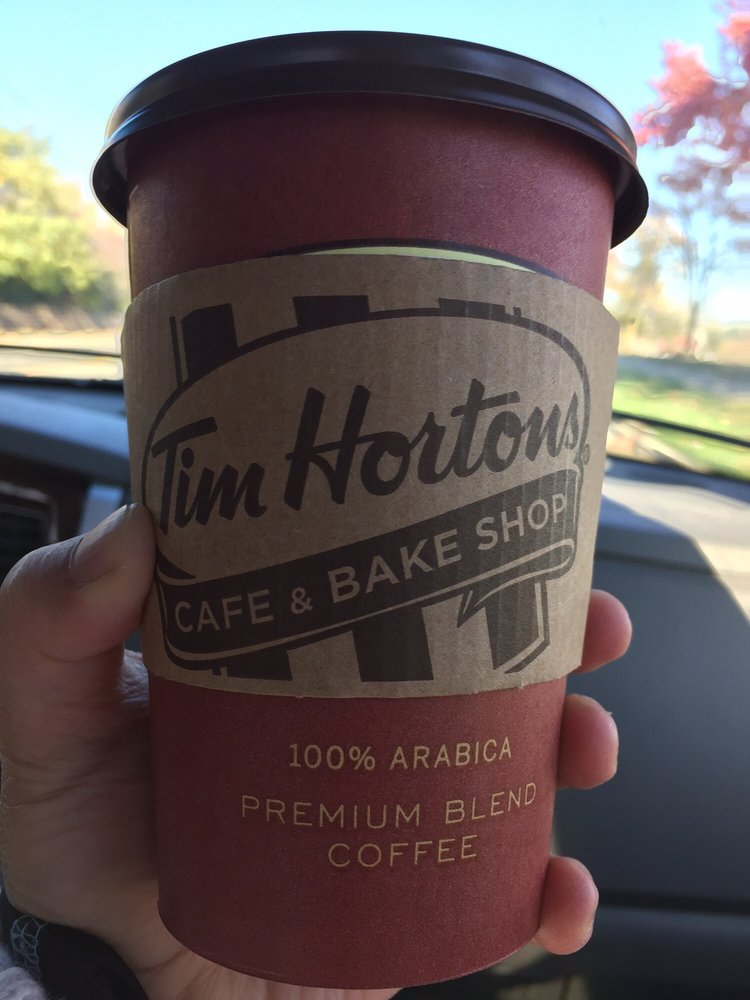 Tim Hortons
CAFE & BAKE SHOP
100% ARABICA
PREMIUM BLEND
COFFEE